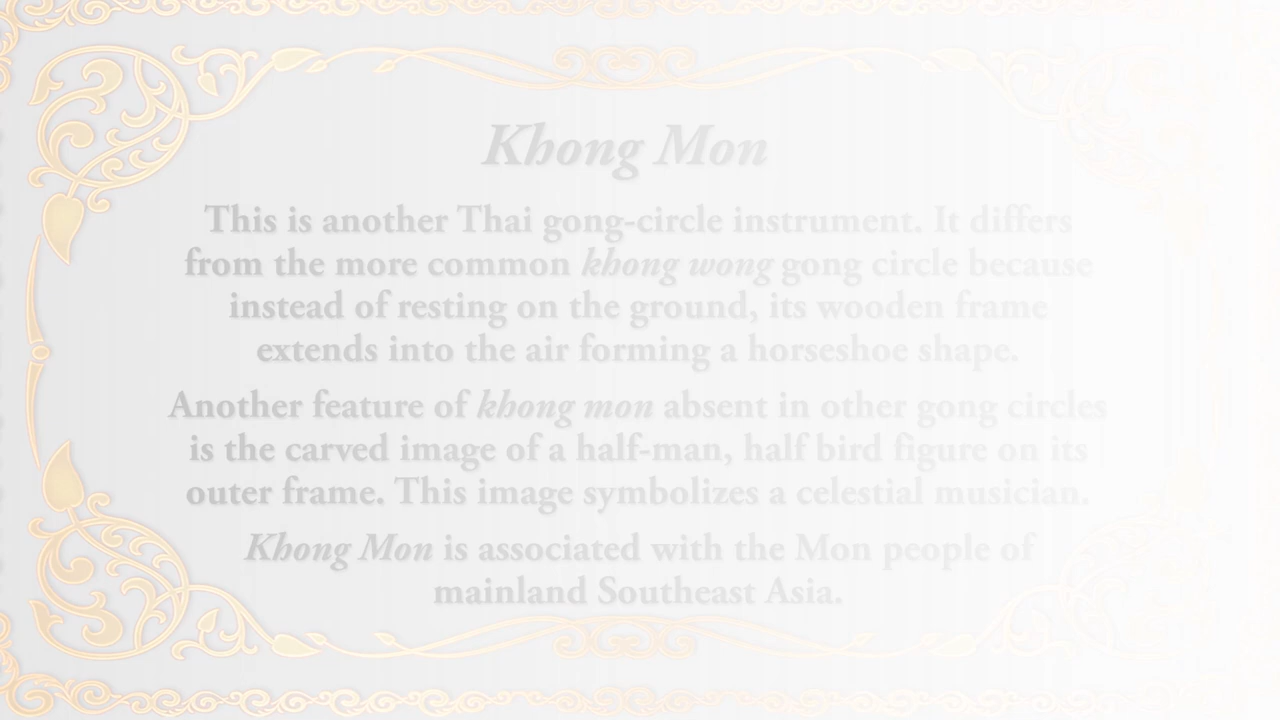 Khong Mon
This is another Thai gong-circle instrument. It differs
from the more common khong wong gong circle because
instead of resting on the ground, its wooden frame
extends into the air forming a horseshoe shape.
Another feature of khong mon absent in other gong circles
is the carved image of a half-man, half bird figure on its
outer frame. This image symbolizes a celestial musician.
Khong Mon is associated with the Mon people of
mainland Southeast Asia.